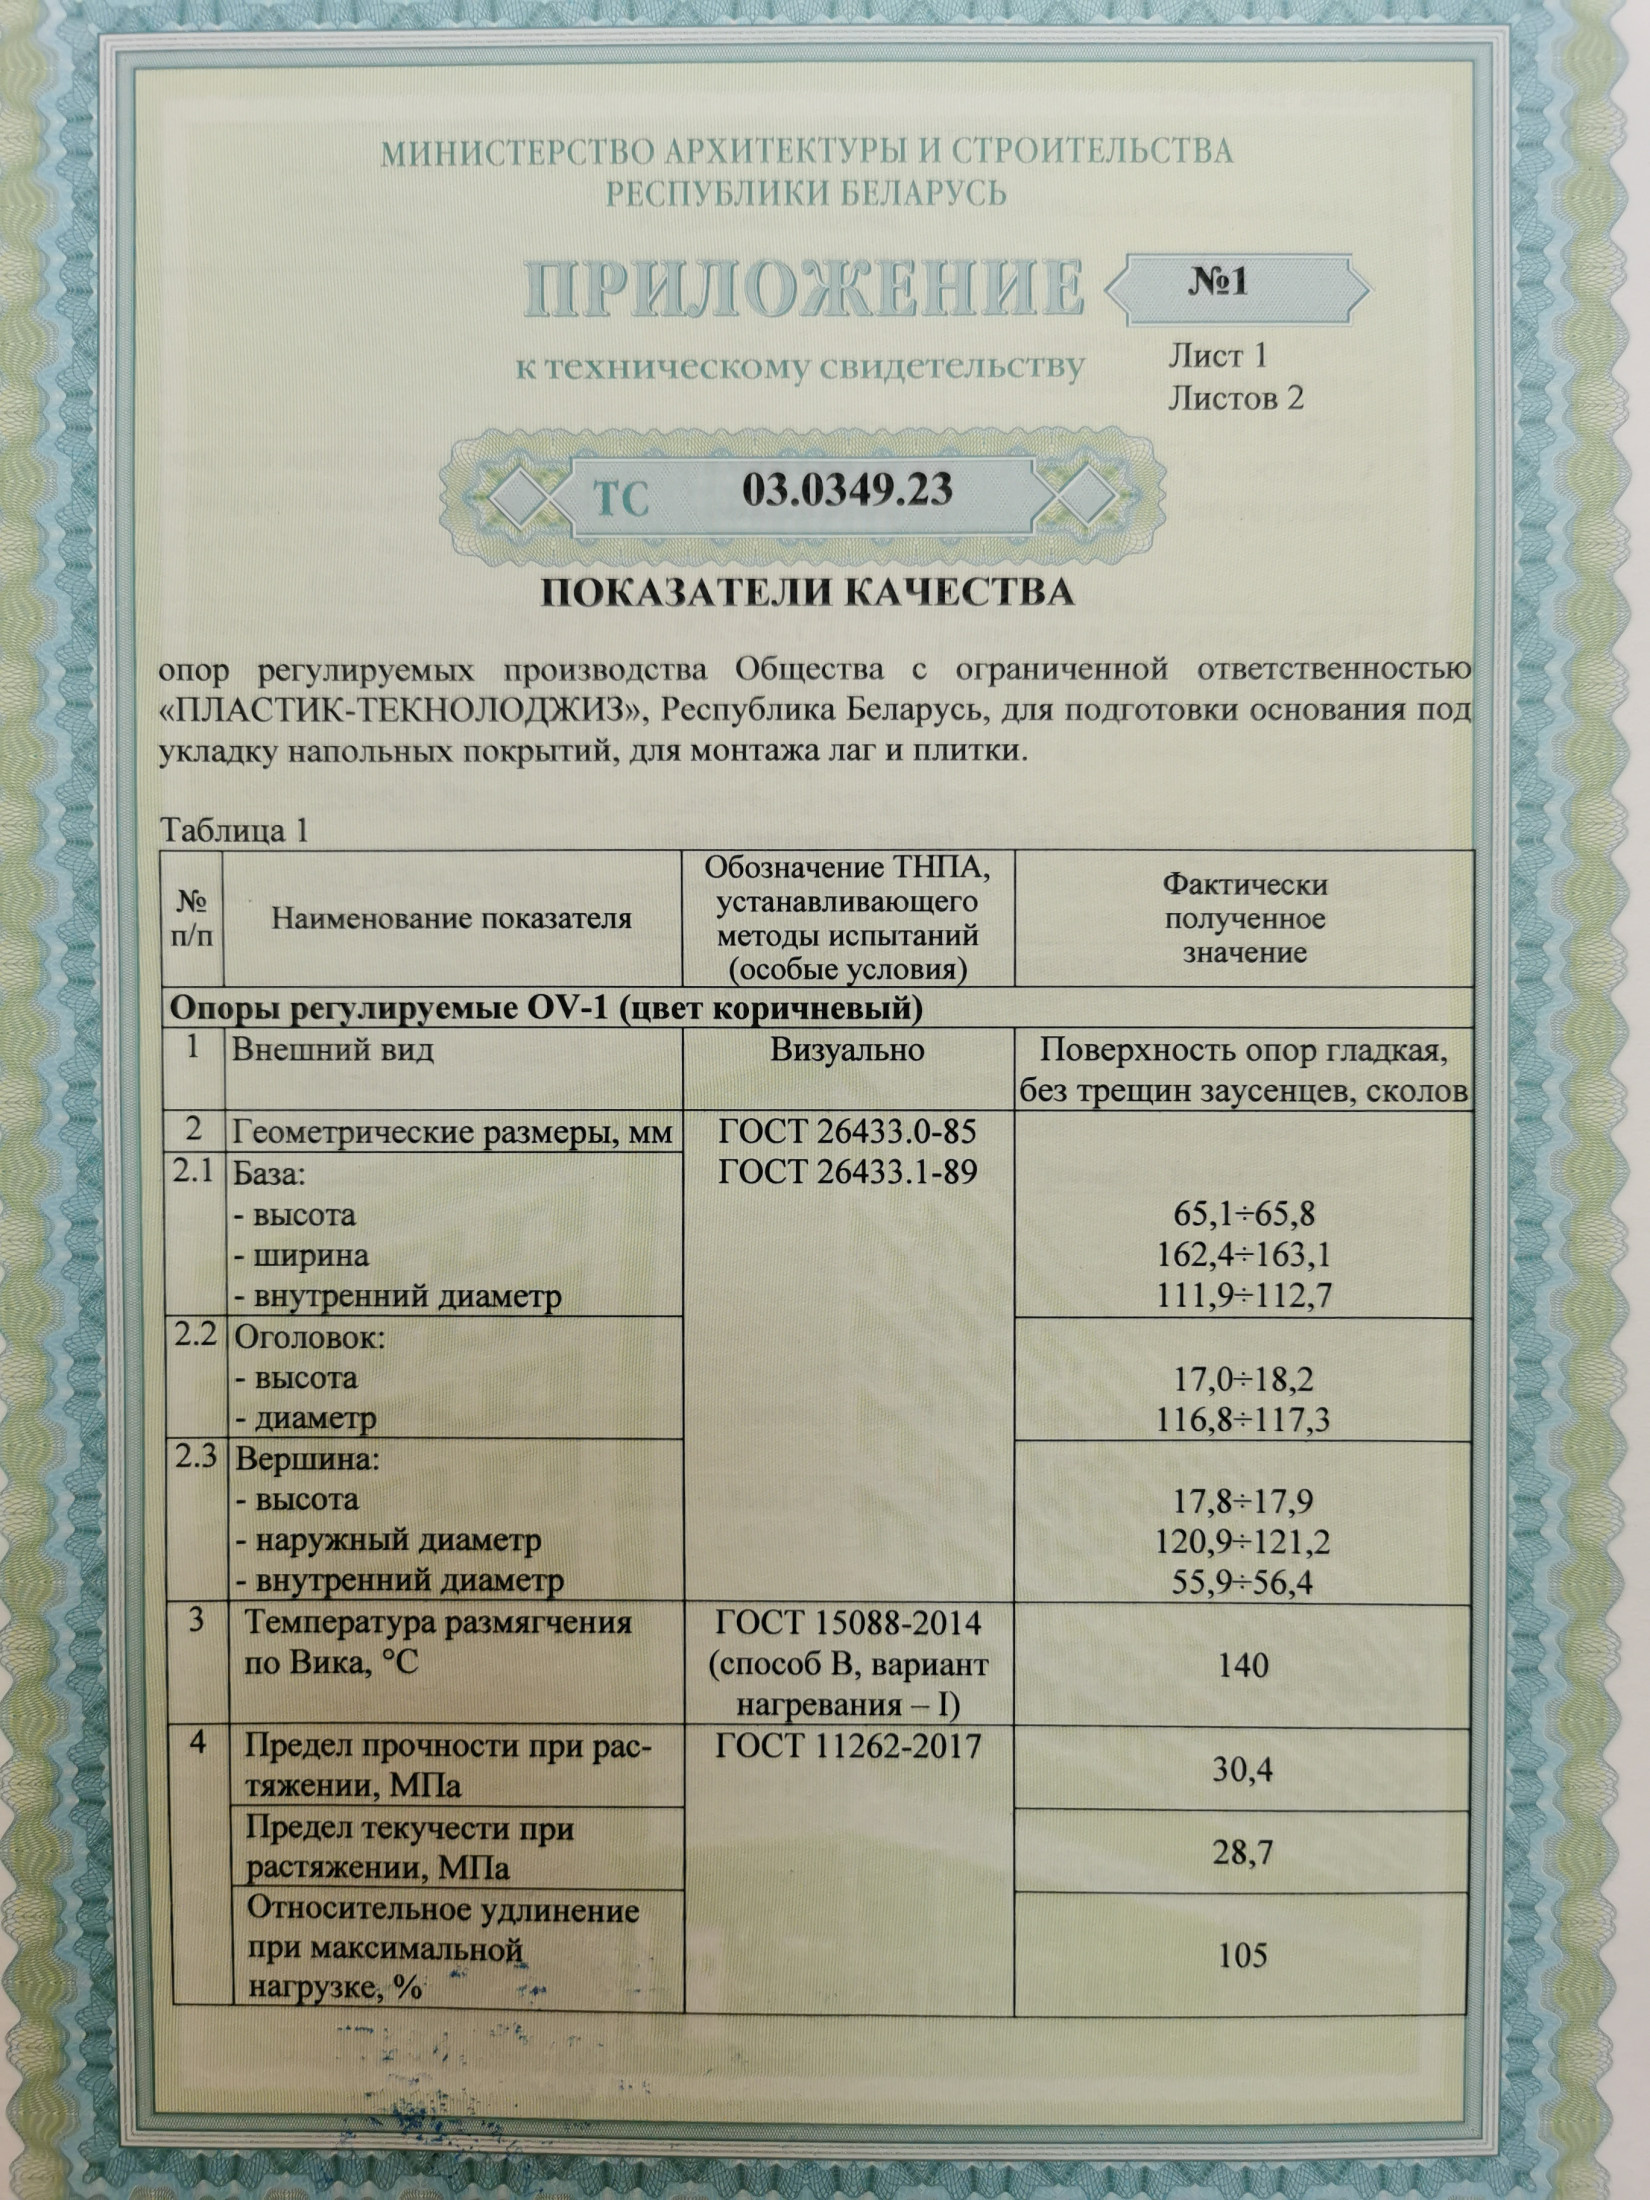 МИНИСТЕРСТВО АРХИТЕКТУРЫ И СТРОИТЕЛЬСТВА
РЕСПУБЛИКИ БЕЛАРУСЬ
ПРИЛОЖЕНИЕ №1
к техническому свидетельству
Лист 1
Листов 2
ТС 03.0349.23
ПОКАЗАТЕЛИ КАЧЕСТВА
опор регулируемых производства Общества с ограниченной ответственностью
«ПЛАСТИК-ТЕКНОЛОДЖИЗ», Республика Беларусь, для подготовки основания под
укладку напольных покрытий, для монтажа лаг и плитки.
Таблица 1
№
п/п
Наименование показателя
Обозначение ТНПА,
устанавливающего
методы испытаний
(особые условия)
Фактически
полученное
значение
Опоры регулируемые OV-1 (цвет коричневый)
1 Внешний вид Визуально Поверхность опор гладкая,
без трещин заусенцев, сколов
2 Геометрические размеры, мм ГОСТ 26433.0-85
2.1 База: ГОСТ 26433.1-89
- высота 65,1÷65,8
- ширина 162,4÷163,1
- внутренний диаметр 111,9÷112,7
2.2 Оголовок:
- высота 17,0÷18,2
- диаметр 116,8÷117,3
2.3 Вершина:
- высота 17,8÷17,9
- наружный диаметр 120,9÷121,2
- внутренний диаметр 55,9÷56,4
3 Температура размягчения ГОСТ 15088-2014
по Вика, °С (способ В, вариант 140
нагревания – I)
4 Предел прочности при рас- ГОСТ 11262-2017
тяжении, МПа 30,4
Предел текучести при
растяжении, МПа 28,7
Относительное удлинение
при максимальной 105
нагрузке, %